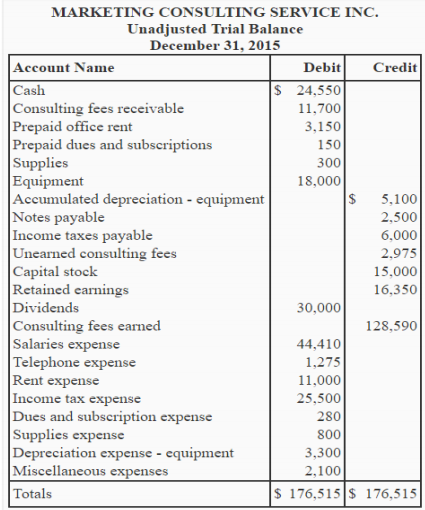 MARKETING CONSULTING SERVICE INC.
Unadjusted Trial Balance
December 31, 2015
Account Name Debit Credit
Cash $ 24,550
Consulting fees receivable 11,700
Prepaid office rent 3,150
Prepaid dues and subscriptions 150
Supplies 300
Equipment 18,000
Accumulated depreciation - equipment $ 5,100
Notes payable 2,500
Income taxes payable 6,000
Unearned consulting fees 2,975
Capital stock 15,000
Retained earnings 16,350
Dividends 30,000
Consulting fees earned 128,590
Salaries expense 44,410
Telephone expense 1,275
Rent expense 11,000
Income tax expense 25,500
Dues and subscription expense 280
Supplies expense 800
Depreciation expense - equipment 3,300
Miscellaneous expenses 2,100
Totals $ 176,515 $ 176,515